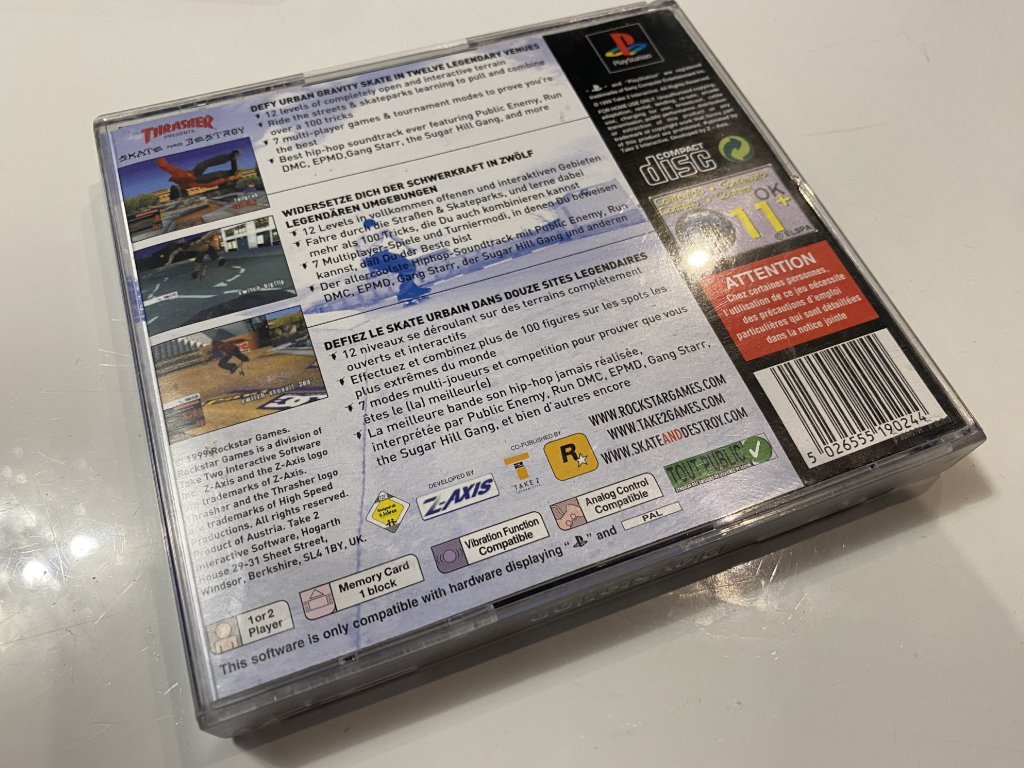 THRASHER
PRESENTS
SKATE AND DESTROY
DEFY URBAN GRAVITY SKATE IN TWELVE LEGENDARY VENUES
12 levels of completely open and interactive terrain
Ride the streets & skateparks learning to pull and combine
over a 100 tricks
7 multi-player games & tournament modes to prove you're
the best
Best hip-hop soundtrack ever featuring Public Enemy, Run
DMC, EPMD,Gang Starr, the Sugar Hill Gang, and more
WIDERSETZE DICH DER SCHWERKRAFT IN ZWÖLF
LEGENDÄREN UMGEBUNGEN
12 Levels in vollkommen offenen und interaktiven Gebieten
Fahre durch die Straßen & Skateparks, und lerne dabei
mehr als 100 Tricks, die Du auch kombinieren kannst
7 Multiplayer-Spiele und Turniermodi, in denen Du beweisen
kannst, daß Du der Beste bist
Der allercoolste Hiphop-Soundtrack mit Public Enemy, Run
DMC, EPMD, Gang Starr, der Sugar Hill Gang und anderen
DEFIEZ LE SKATE URBAIN DANS DOUZE SITES LEGENDAIRES
12 niveaux se déroulant sur des terrains complètement
ouverts et interactifs
Effectuez et combinez plus de 100 figures sur les spots les
plus extrêmes du monde
7 modes multi-joueurs et competition pour prouver que vous
êtes le (la) meilleur(e)
La meilleure bande son hip-hop jamais réalisée,
interprétée par Public Enemy, Run DMC, EPMD, Gang Starr,
the Sugar Hill Gang, et bien d'autres encore
WWW.ROCKSTARGAMES.COM
WWW.TAKE2GAMES.COM
WWW.SKATEANDDESTROY.COM
1999 Rockstar Games.
Rockstar Games is a division of
Take Two Interactive Software
Inc. Z-Axis and the Z-Axis logo
trademarks of Z-Axis.
Thrasher and the Thrasher logo
trademarks of High Speed
Productions. All rights reserved.
Product of Austria. Take 2
Interactive Software, Hogarth
House 29-31 Sheet Street,
Windsor, Berkshire, SL4 1BY, UK.
DEVELOPED BY
Z-AXIS
CO-PUBLISHED BY
TAKE 2
INTERACTIVE
R
TOUT PUBLIC
1 or 2
Player
Memory Card
1 block
Vibration Function
Compatible
Analog Control
Compatible
This software is only compatible with hardware displaying " " and PAL
PlayStation
COMPACT
disc
OK
11+
ELSPA
ATTENTION
Chez certaines personnes,
l'utilisation de ce jeu nécessite
des précautions d'emploi
particulières qui sont détaillées
dans la notice jointe
5 026555 190244